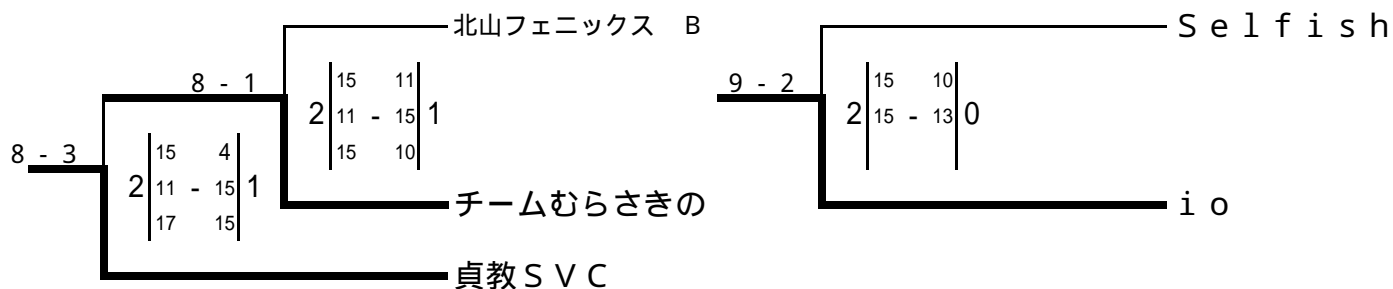 北山フェニックス　B
8 - 1
15 11
2 11 - 15 1
15 10
8 - 3
15 4
2 11 - 15 1
17 15
チームむらさきの
貞教ＳＶＣ
Ｓｅｌｆｉｓｈ
9 - 2
15 10
2 15 - 13 0
ｉｏ